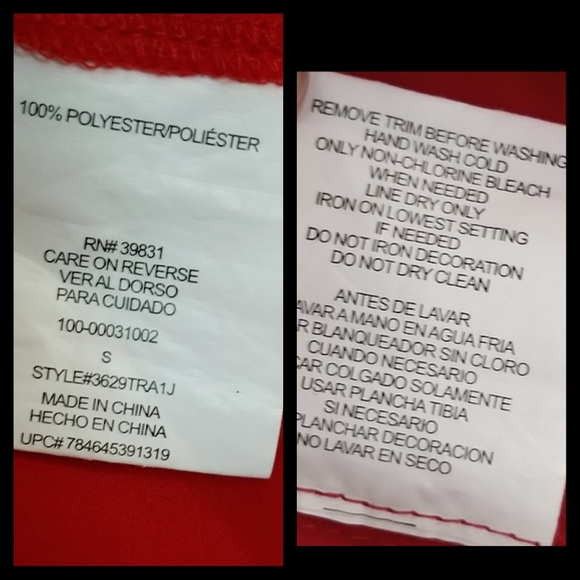 100% POLYESTER/POLIÉSTER
RN# 39831
CARE ON REVERSE
VER AL DORSO
PARA CUIDADO
100-00031002
S
STYLE#3629TRA1J
MADE IN CHINA
HECHO EN CHINA
UPC# 784645391319
REMOVE TRIM BEFORE WASHING
HAND WASH COLD
ONLY NON-CHLORINE BLEACH
WHEN NEEDED
LINE DRY ONLY
IRON ON LOWEST SETTING
IF NEEDED
DO NOT IRON DECORATION
DO NOT DRY CLEAN
ANTES DE LAVAR
AVAR A MANO EN AGUA FRIA
R BLANQUEADOR SIN CLORO
CUANDO NECESARIO
CAR COLGADO SOLAMENTE
USAR PLANCHA TIBIA
SI NECESARIO
PLANCHAR DECORACION
NO LAVAR EN SECO